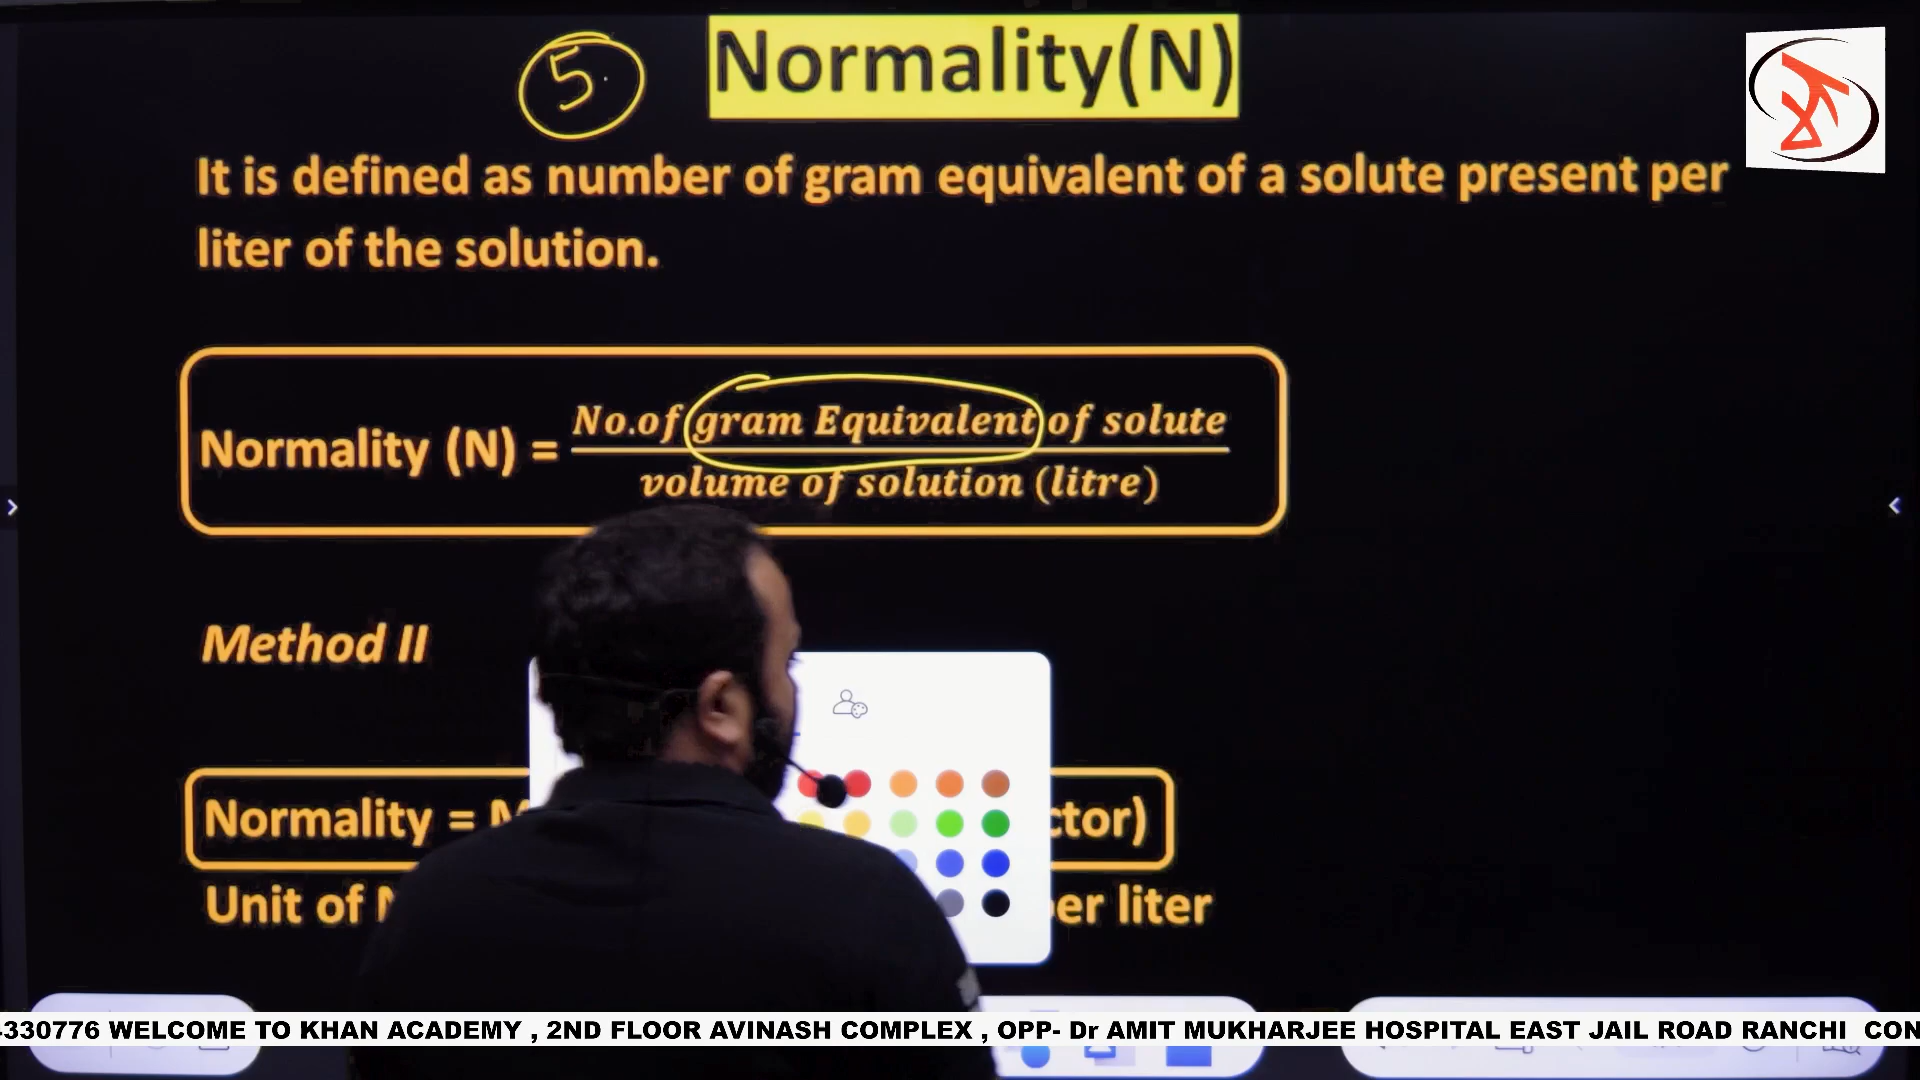 5.
Normality(N)
It is defined as number of gram equivalent of a solute present per
liter of the solution.
Normality (N) = No.of gram Equivalent of solute
volume of solution (litre)
Method II
Normality =
Unit of
liter
330776 WELCOME TO KHAN ACADEMY , 2ND FLOOR AVINASH COMPLEX , OPP- Dr AMIT MUKHARJEE HOSPITAL EAST JAIL ROAD RANCHI CON